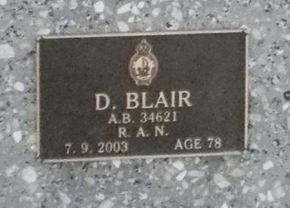 D. BLAIR
A.B. 34621
R. A. N.
7. 9. 2003 AGE 78